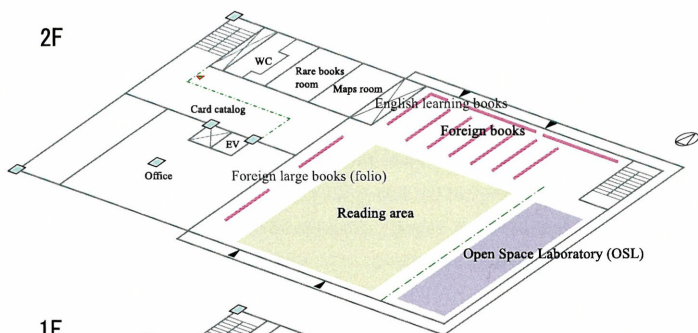 2F
WC
Rare books
room
Maps room
English learning books
Card catalog
Foreign books
EV
Office
Foreign large books (folio)
Reading area
Open Space Laboratory (OSL)
1F